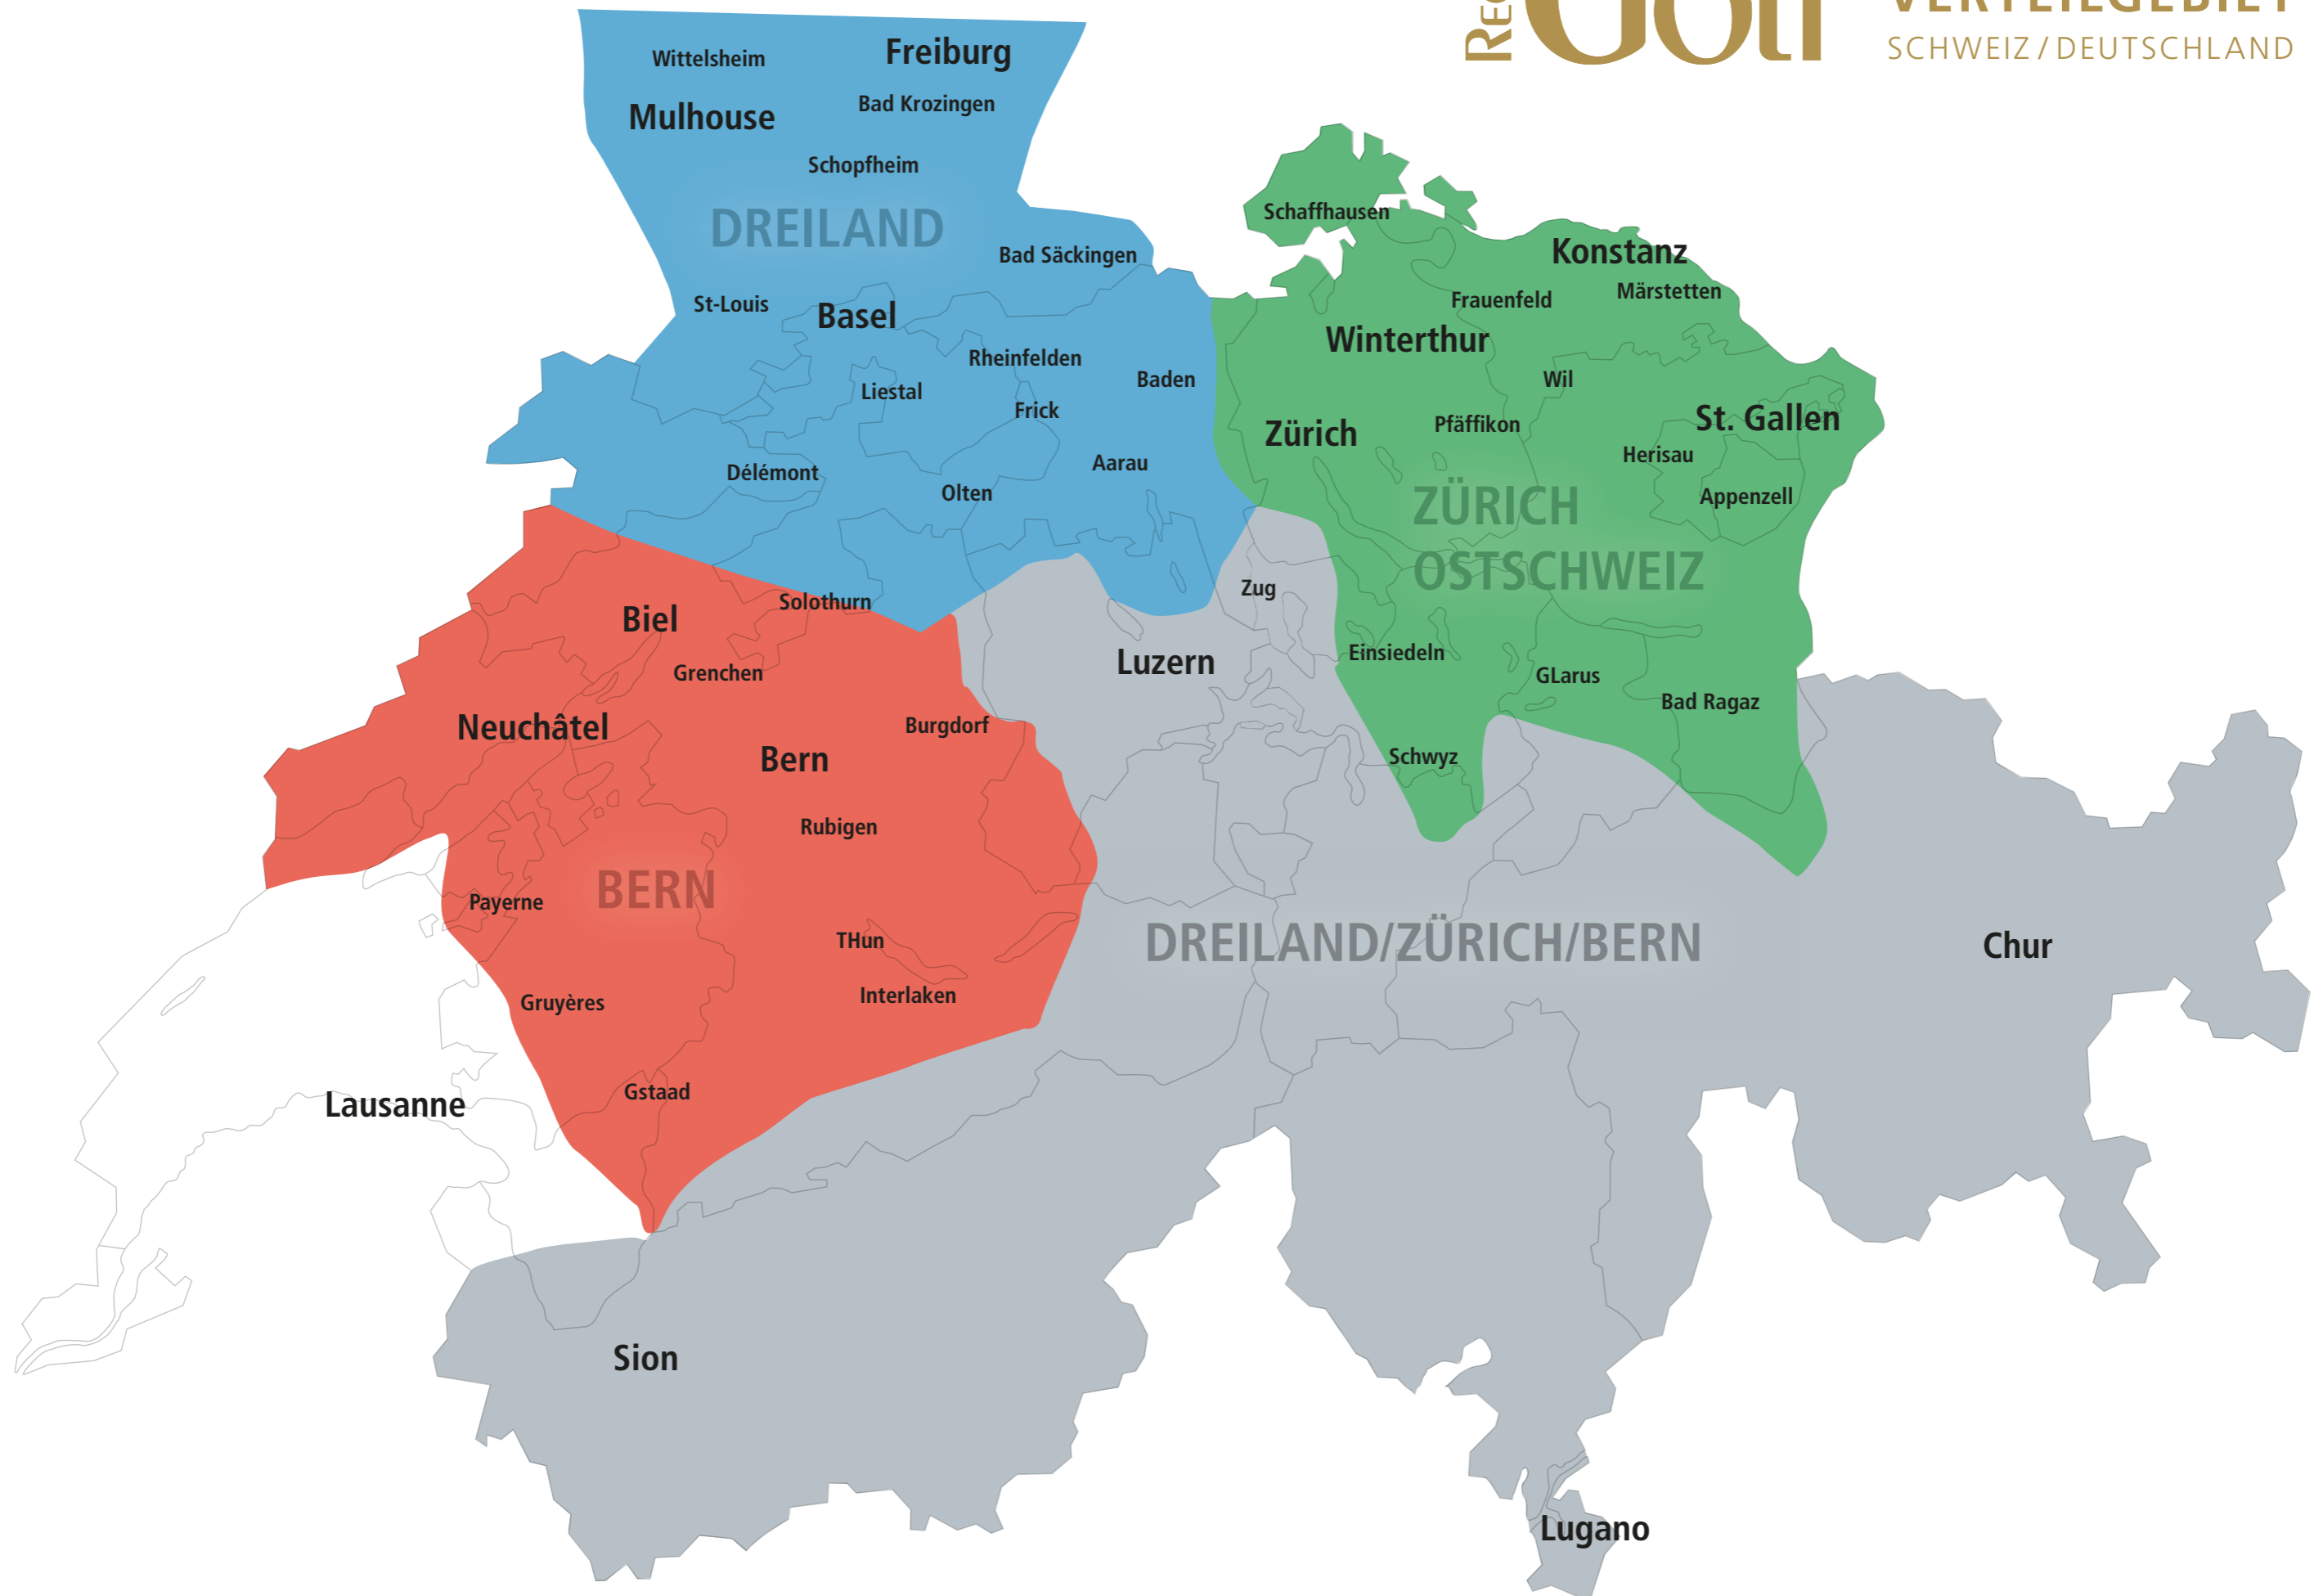 VERTEILGEBIET
Golf
SCHWEIZ / DEUTSCHLAND
Wittelsheim
Freiburg
Mulhouse
Bad Krozingen
Schopfheim
DREILAND
Schaffhausen
Bad Säckingen
Konstanz
St-Louis
Basel
Frauenfeld
Märstetten
Winterthur
Rheinfelden
Liestal
Baden
Wil
Frick
Zürich
Pfäffikon
St. Gallen
Délémont
Aarau
Herisau
Olten
Appenzell
ZÜRICH
OSTSCHWEIZ
Biel
Solothurn
Zug
Grenchen
Luzern
Einsiedeln
GLarus
Neuchâtel
Burgdorf
Bad Ragaz
Bern
Schwyz
Rubigen
BERN
Payerne
THun
DREILAND/ZÜRICH/BERN
Chur
Gruyères
Interlaken
Gstaad
Lausanne
Sion
Lugano